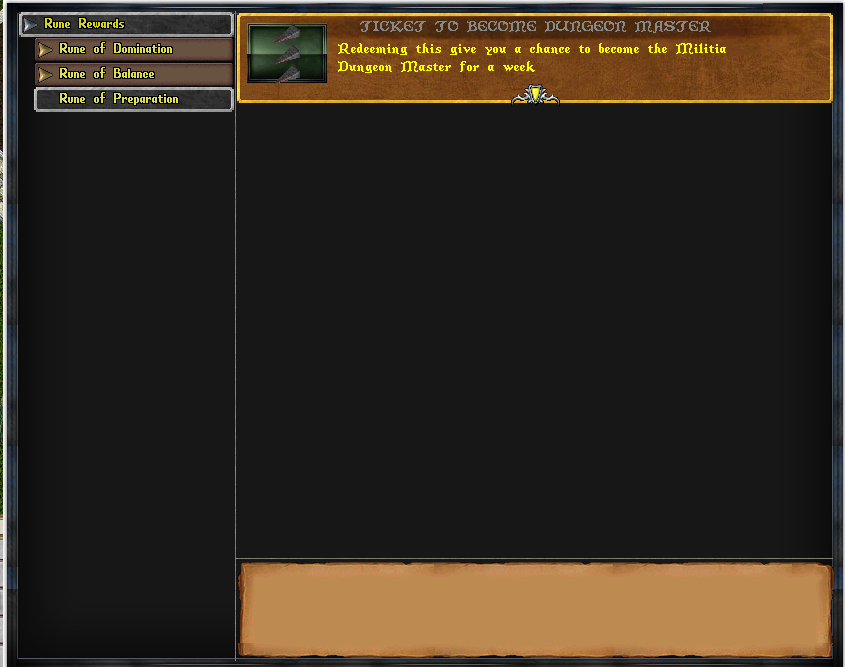 Rune Rewards
Rune of Domination
Rune of Balance
Rune of Preparation
TICKET TO BECOME DUNGEON MASTER
Redeeming this give you a chance to become the Militia
Dungeon Master for a week